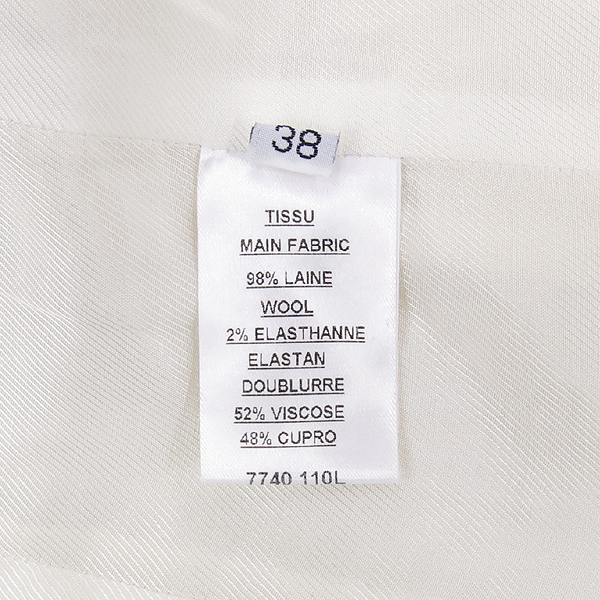 38
TISSU
MAIN FABRIC
98% LAINE
WOOL
2% ELASTHANNE
ELASTAN
DOUBLURRE
52% VISCOSE
48% CUPRO
7740 110L